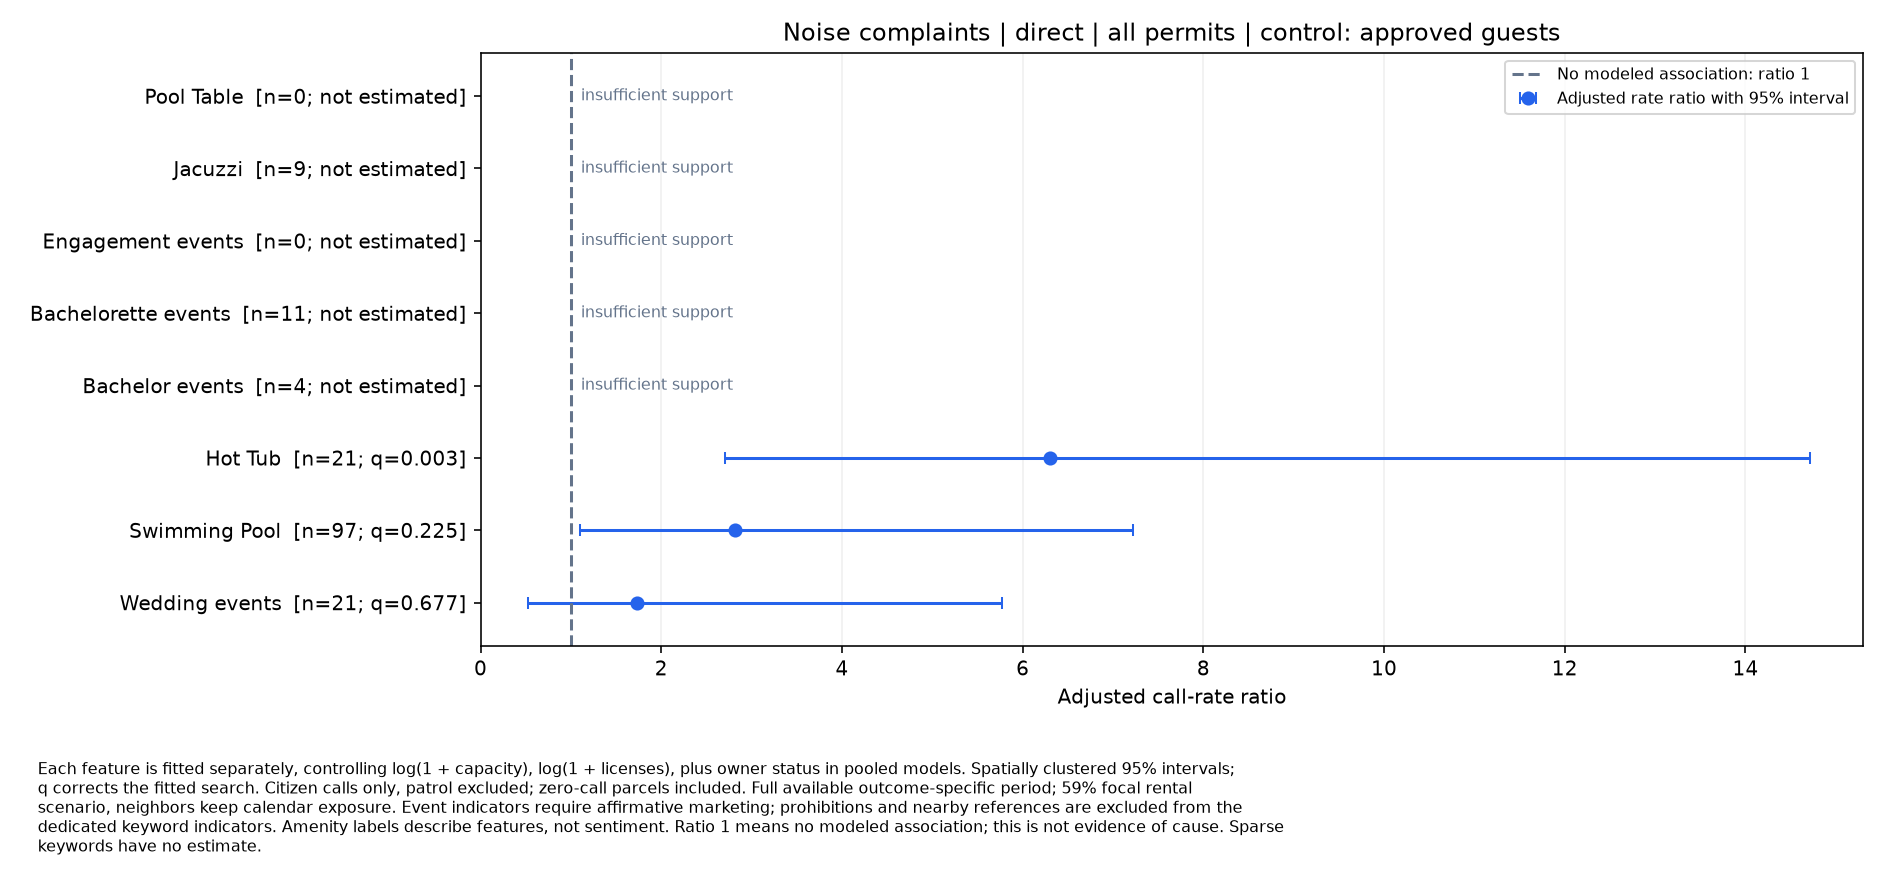 Noise complaints | direct | all permits | control: approved guests
No modeled association: ratio 1
Adjusted rate ratio with 95% interval
Pool Table [n=0; not estimated]
insufficient support
Jacuzzi [n=9; not estimated]
insufficient support
Engagement events [n=0; not estimated]
insufficient support
Bachelorette events [n=11; not estimated]
insufficient support
Bachelor events [n=4; not estimated]
insufficient support
Hot Tub [n=21; q=0.003]
Swimming Pool [n=97; q=0.225]
Wedding events [n=21; q=0.677]
0 2 4 6 8 10 12 14
Adjusted call-rate ratio
Each feature is fitted separately, controlling log(1 + capacity), log(1 + licenses), plus owner status in pooled models. Spatially clustered 95% intervals;
q corrects the fitted search. Citizen calls only, patrol excluded; zero-call parcels included. Full available outcome-specific period; 59% focal rental
scenario, neighbors keep calendar exposure. Event indicators require affirmative marketing; prohibitions and nearby references are excluded from the
dedicated keyword indicators. Amenity labels describe features, not sentiment. Ratio 1 means no modeled association; this is not evidence of cause. Sparse
keywords have no estimate.